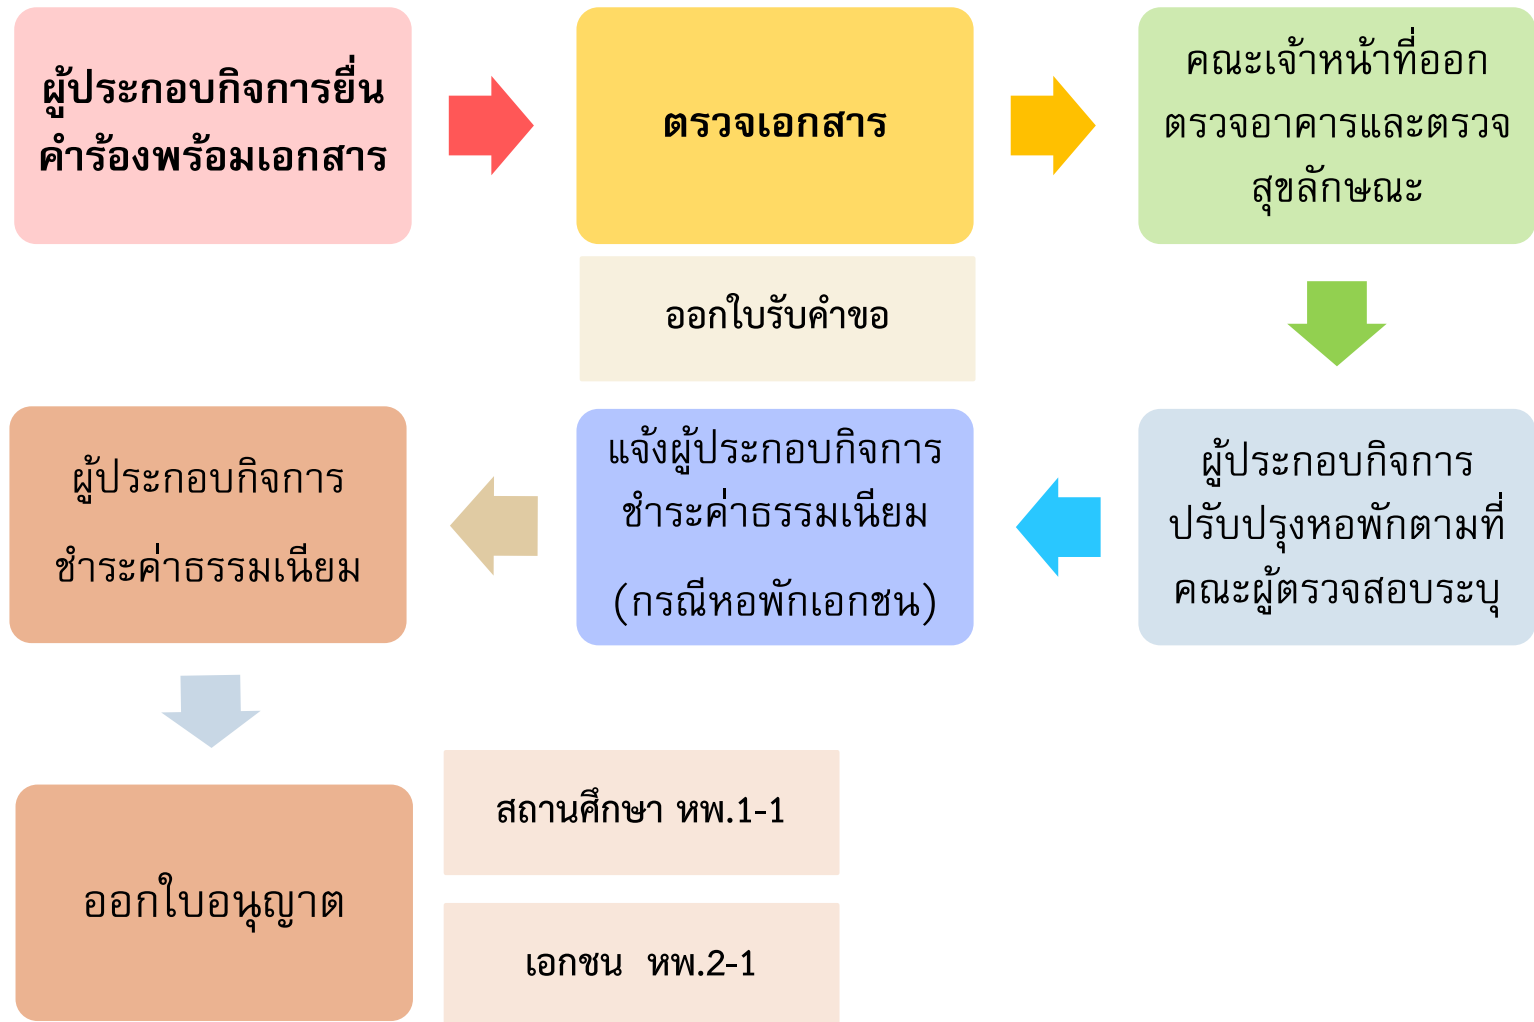 ผู้ประกอบกิจการยื่น
คำร้องพร้อมเอกสาร
ตรวจเอกสาร
คณะเจ้าหน้าที่ออก
ตรวจอาคารและตรวจ
สุขลักษณะ
ออกใบรับคำขอ
ผู้ประกอบกิจการ
ปรับปรุงหอพักตามที่
คณะผู้ตรวจสอบระบุ
แจ้งผู้ประกอบกิจการ
ชำระค่าธรรมเนียม
(กรณีหอพักเอกชน)
ผู้ประกอบกิจการ
ชำระค่าธรรมเนียม
ออกใบอนุญาต
สถานศึกษา หพ.1-1
เอกชน หพ.2-1